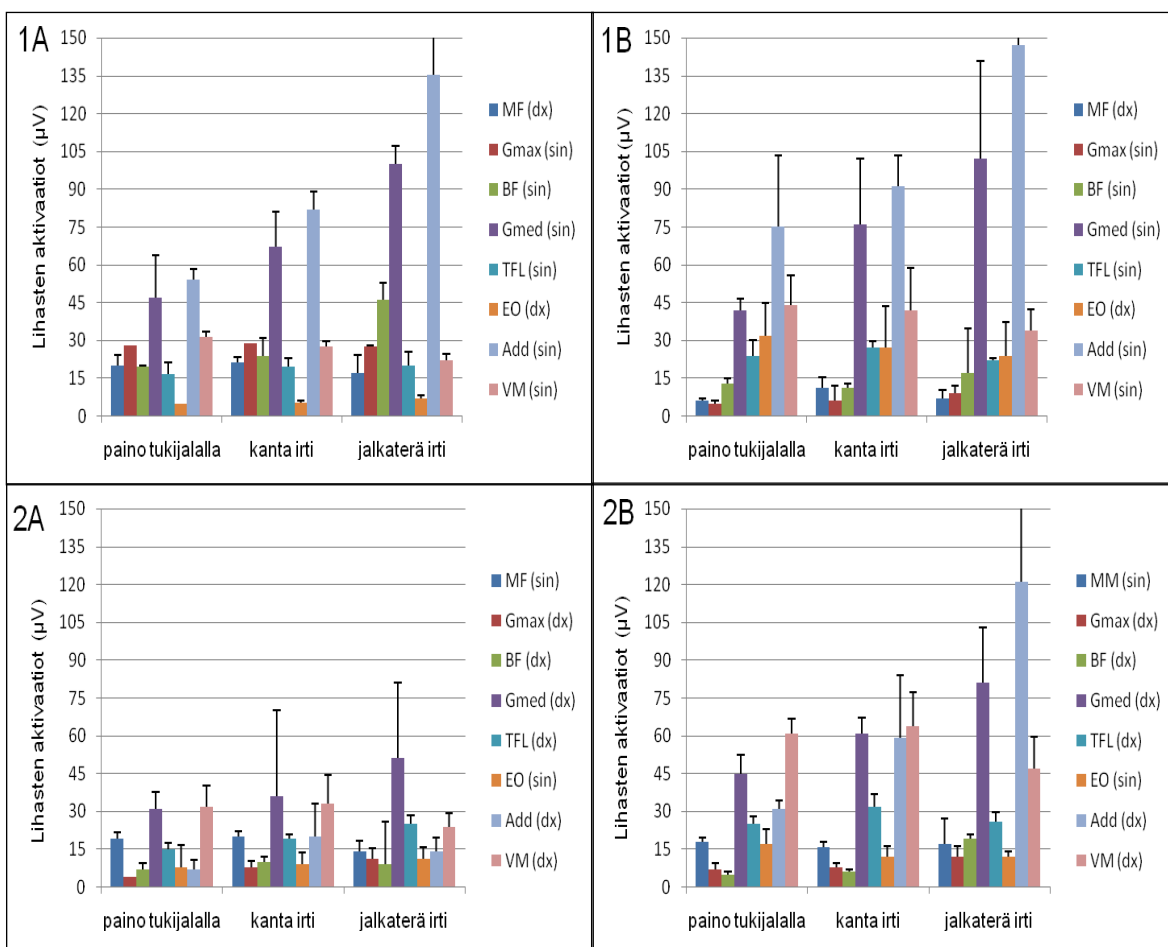 1A
Lihasten aktivaatiot (µV)
150
135
120
105
90
75
60
45
30
15
0
paino tukijalalla
kanta irti
jalkaterä irti
MF (dx)
Gmax (sin)
BF (sin)
Gmed (sin)
TFL (sin)
EO (dx)
Add (sin)
VM (sin)
1B
Lihasten aktivaatiot (µV)
150
135
120
105
90
75
60
45
30
15
0
paino tukijalalla
kanta irti
jalkaterä irti
MF (dx)
Gmax (sin)
BF (sin)
Gmed (sin)
TFL (sin)
EO (dx)
Add (sin)
VM (sin)
2A
Lihasten aktivaatiot (µV)
150
135
120
105
90
75
60
45
30
15
0
paino tukijalalla
kanta irti
jalkaterä irti
MF (sin)
Gmax (dx)
BF (dx)
Gmed (dx)
TFL (dx)
EO (sin)
Add (dx)
VM (dx)
2B
Lihasten aktivaatiot (µV)
150
135
120
105
90
75
60
45
30
15
0
paino tukijalalla
kanta irti
jalkaterä irti
MM (sin)
Gmax (dx)
BF (dx)
Gmed (dx)
TFL (dx)
EO (sin)
Add (dx)
VM (dx)